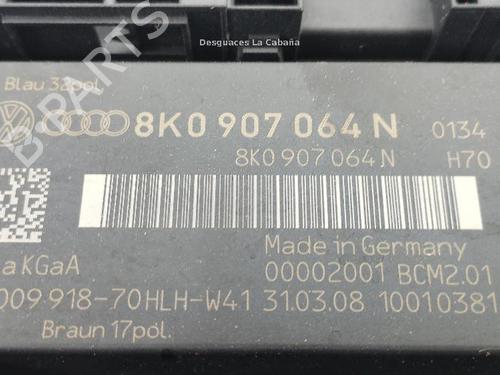 Desguaces La Cabaña
Blau 32pol.
8K0 907 064 N 0134
8K0 907 064 N H70
Made in Germany
a KGaA 00002001 BCM2.01
009 918-70HLH-W41 31.03.08 10010381
Braun 17pol.